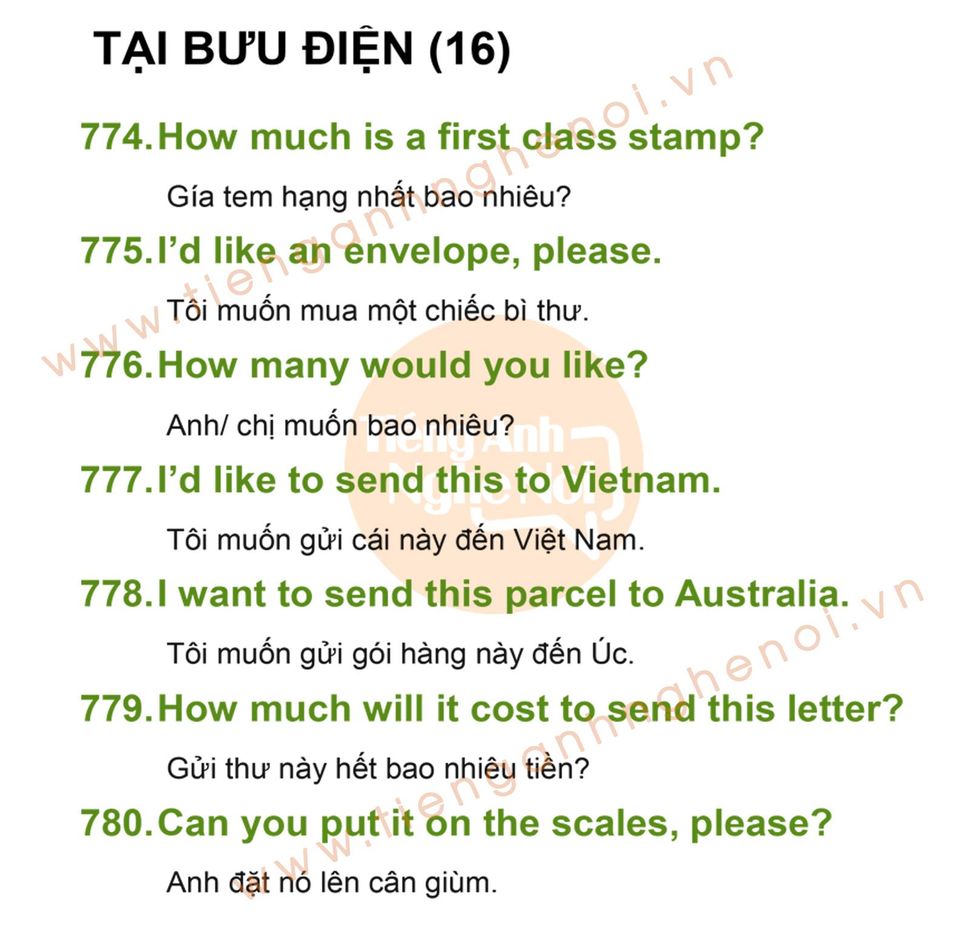 TẠI BƯU ĐIỆN (16)
774. How much is a first class stamp?
Gía tem hạng nhất bao nhiêu?
775. I’d like an envelope, please.
Tôi muốn mua một chiếc bì thư.
776. How many would you like?
Anh/ chị muốn bao nhiêu?
777. I’d like to send this to Vietnam.
Tôi muốn gửi cái này đến Việt Nam.
778. I want to send this parcel to Australia.
Tôi muốn gửi gói hàng này đến Úc.
779. How much will it cost to send this letter?
Gửi thư này hết bao nhiêu tiền?
780. Can you put it on the scales, please?
Anh đặt nó lên cân giùm.
www.tienganhnghenoi.vn
Tiếng Anh
Nghe Nói
www.tienganhnghenoi.vn